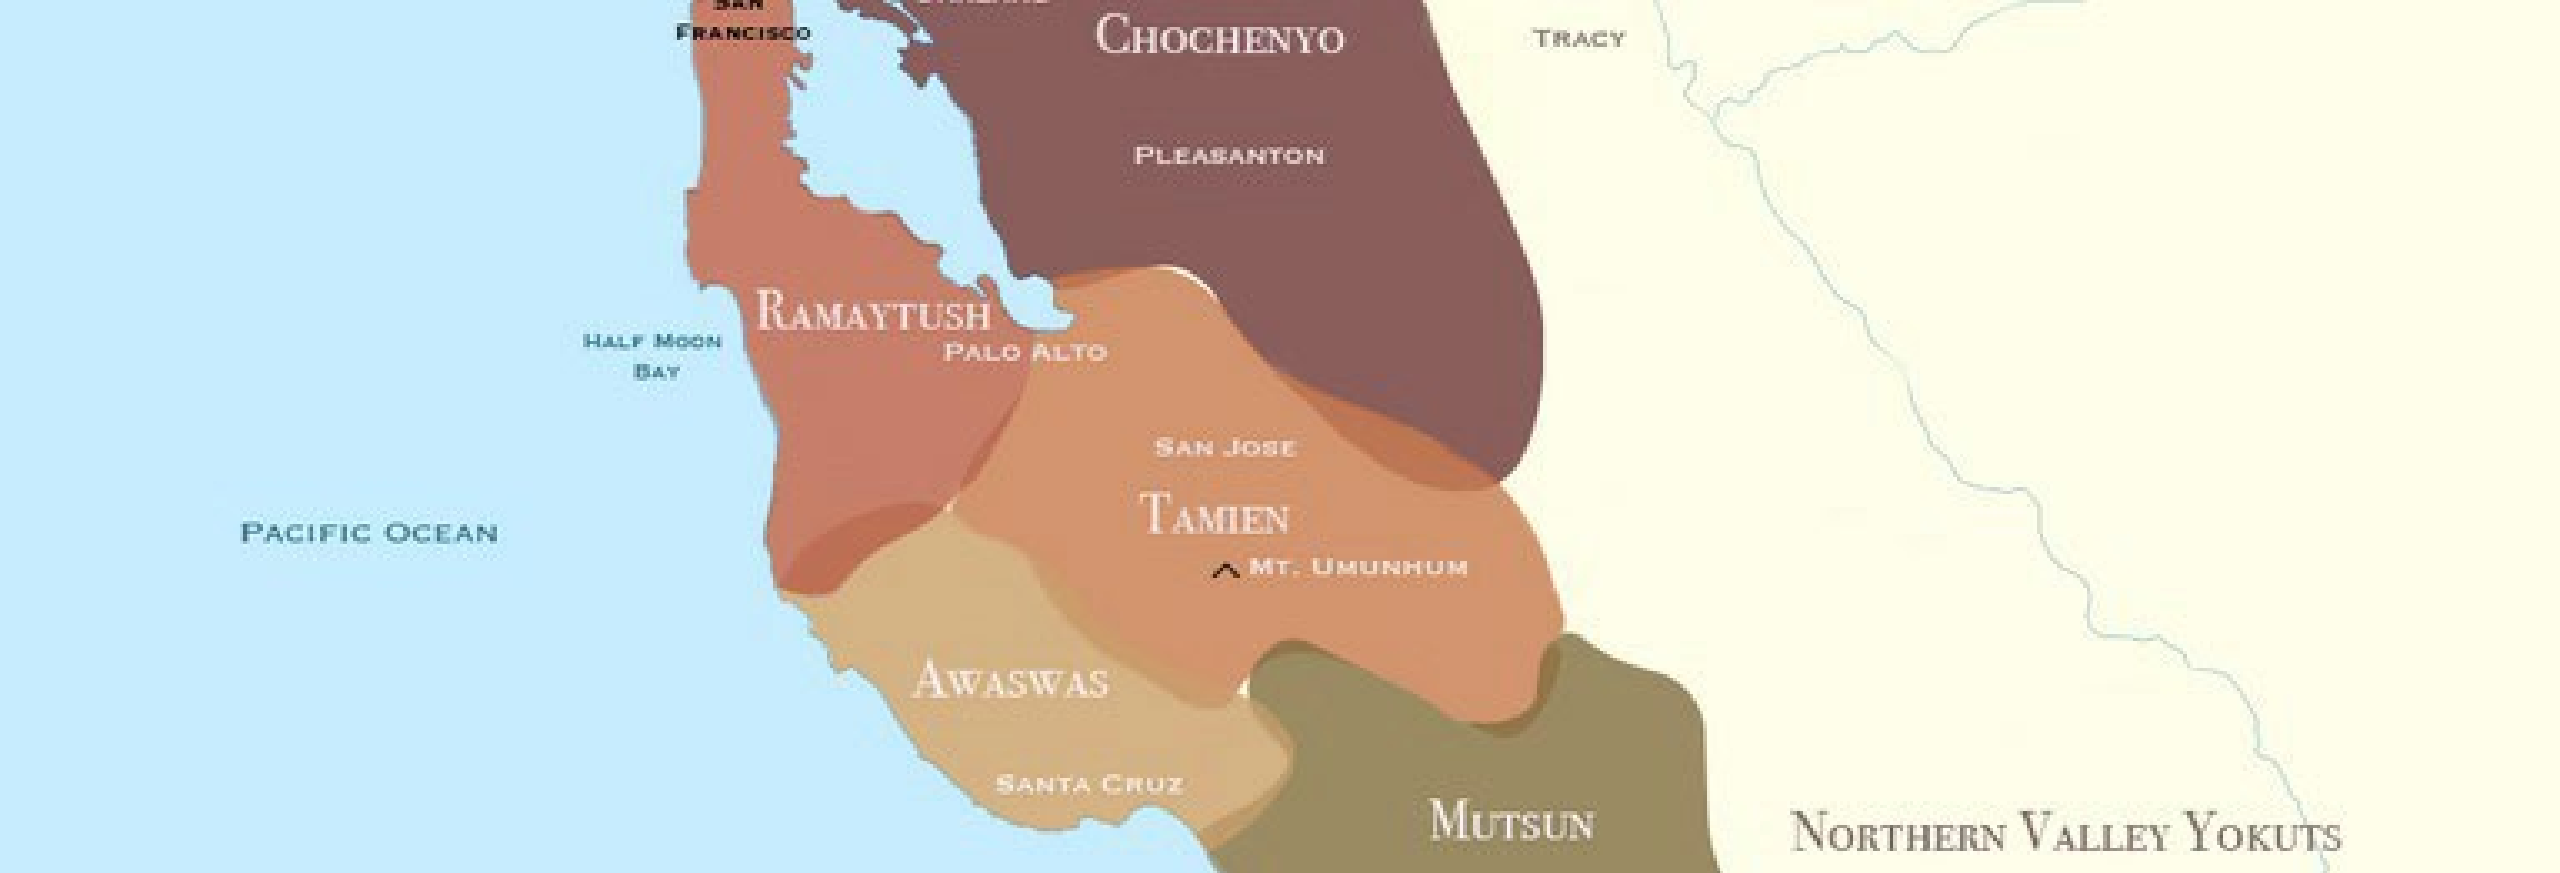 San
Francisco
Chochenyo
Tracy
Pleasanton
Ramaytush
Half Moon
Bay
Palo Alto
San Jose
Tamien
Pacific Ocean
Mt. Umunhum
Awaswas
Santa Cruz
Mutsun
Northern Valley Yokuts